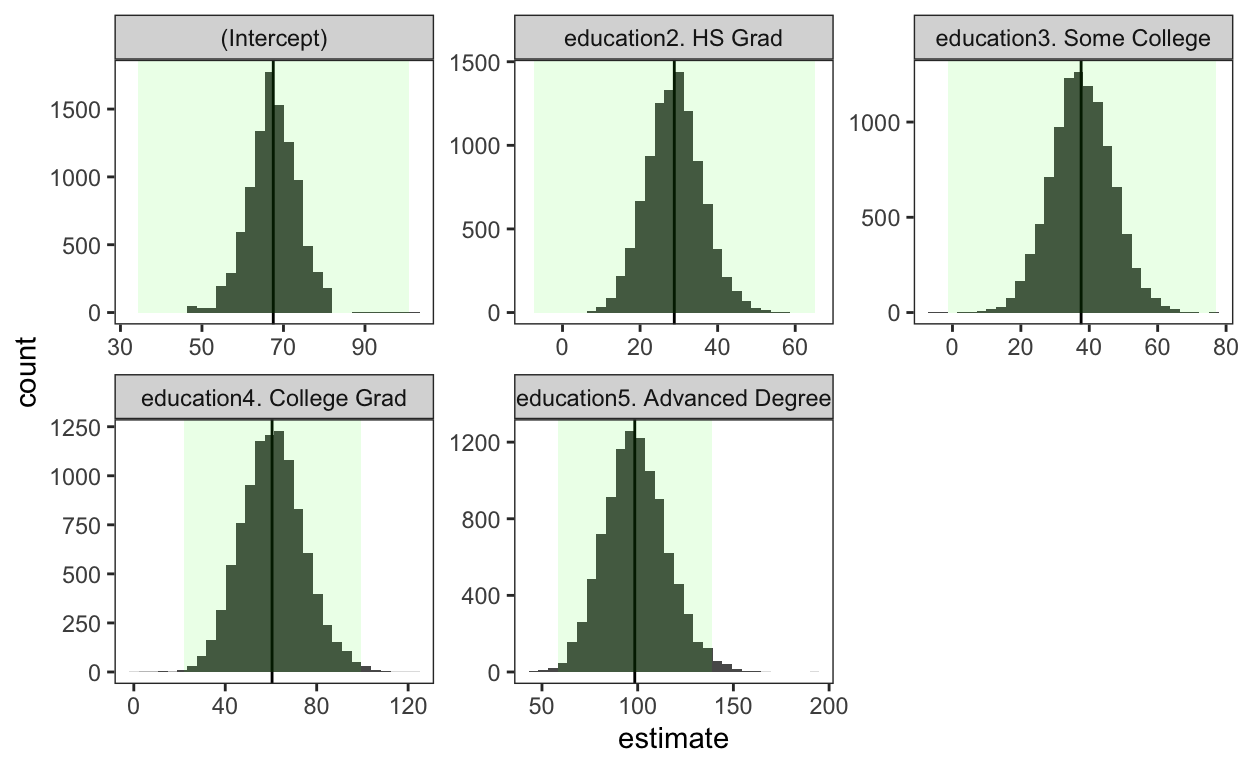 (Intercept)
education2. HS Grad
education3. Some College
1500
1000
500
0
30 50 70 90
1500
1000
500
0
0 20 40 60
1000
500
0
0 20 40 60 80
count
education4. College Grad
education5. Advanced Degree
1250
1000
750
500
250
0
0 40 80 120
1200
800
400
0
50 100 150 200
estimate